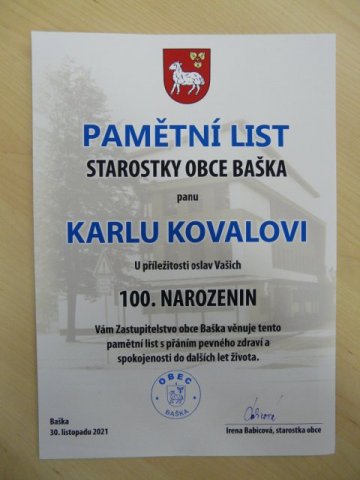 PAMĚTNÍ LIST
STAROSTKY OBCE BAŠKA
panu
KARLU KOVALOVI
U příležitosti oslav Vašich
100. NAROZENIN
Vám Zastupitelstvo obce Baška věnuje tento
pamětní list s přáním pevného zdraví a
spokojenosti do dalších let života.
OBEC
BAŠKA
Baška
30. listopadu 2021
Irena Babicová, starostka obce